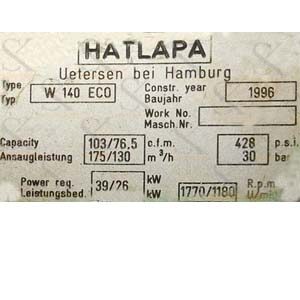 HATLAPA
Uetersen bei Hamburg
Type
Typ
W 140 ECO
Constr. year
Baujahr
1996
Work No.
Masch.Nr.
Capacity 103/76,5 c.f.m. 428 p.s.i.
Ansaugleistung 175/130 m³/h 30 bar
Power req.
Leistungsbed.
39/26
kW
kW
1770/1180
R.p.m
U/min